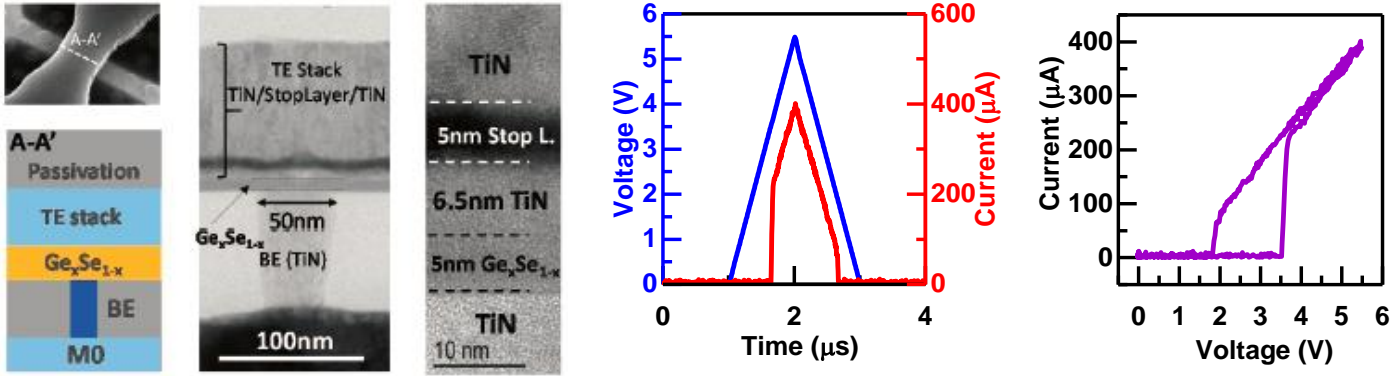 A-A'
A-A'
Passivation
TE stack
GeₓSe₁₋ₓ
BE
M0
TE Stack
TiN/StopLayer/TiN
50nm
GeₓSe₁₋ₓ
BE (TiN)
100nm
TiN
5nm Stop L.
6.5nm TiN
5nm GeₓSe₁₋ₓ
TiN
10 nm
Voltage (V)
6
5
4
3
2
1
0
600
400
200
0
Current (μA)
0 2 4
Time (μs)
Current (μA)
400
300
200
100
0
0 1 2 3 4 5 6
Voltage (V)